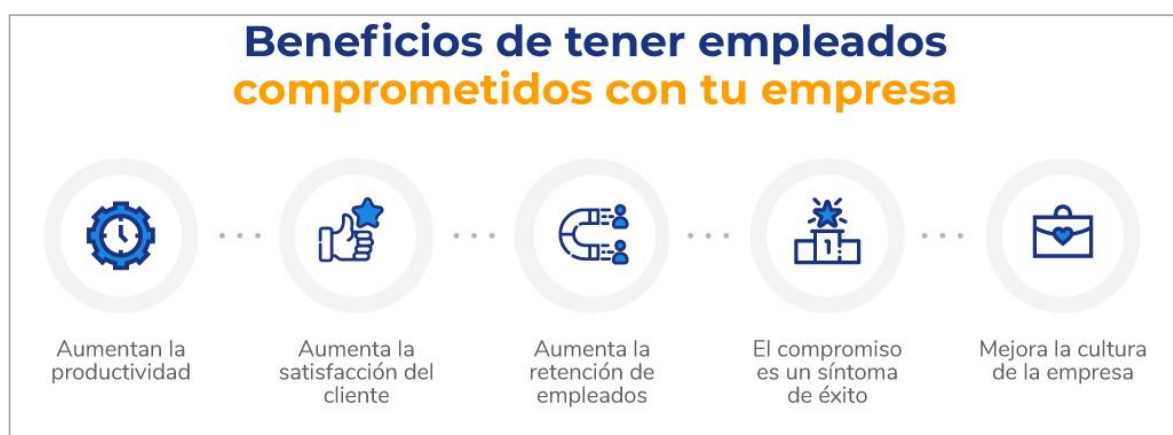 Beneficios de tener empleados
comprometidos con tu empresa
1
Aumentan la
productividad
Aumenta la
satisfacción del
cliente
Aumenta la
retención de
empleados
El compromiso
es un síntoma
de éxito
Mejora la cultura
de la empresa